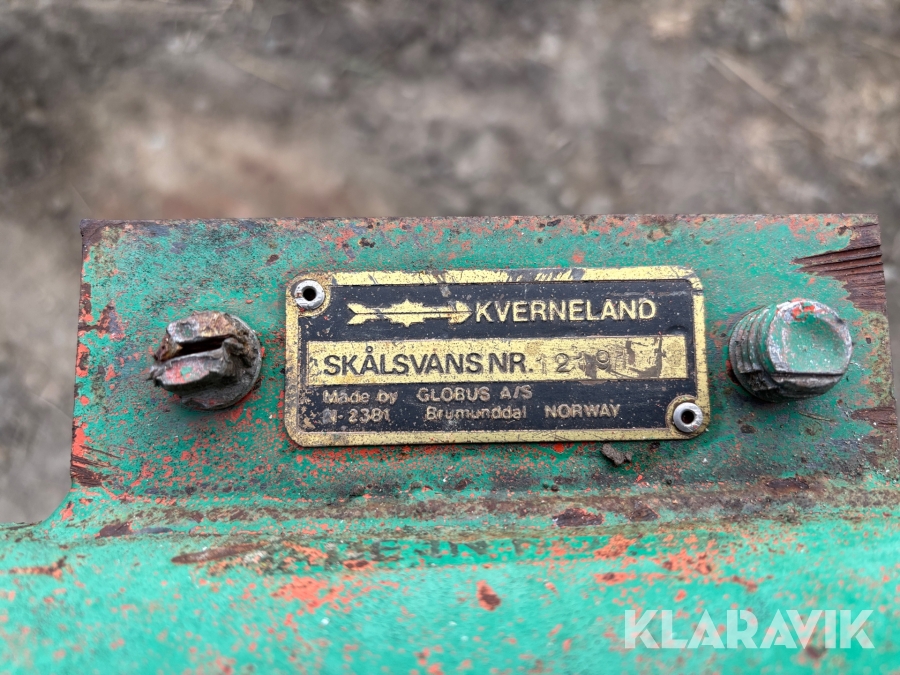 KVERNELAND
SKÅLSVANS NR.
Made by GLOBUS A/S
N-2381 Brumunddal NORWAY
KLARAVIK